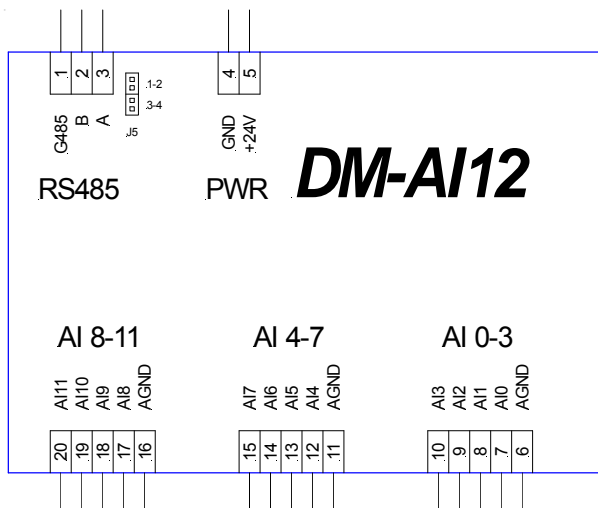 1 2 3 4 5
1-2
3-4
J5
G485 B A GND +24V
RS485 PWR DM-AI12
AI 8-11 AI 4-7 AI 0-3
AI11 AI10 AI9 AI8 AGND AI7 AI6 AI5 AI4 AGND AI3 AI2 AI1 AI0 AGND
20 19 18 17 16 15 14 13 12 11 10 9 8 7 6